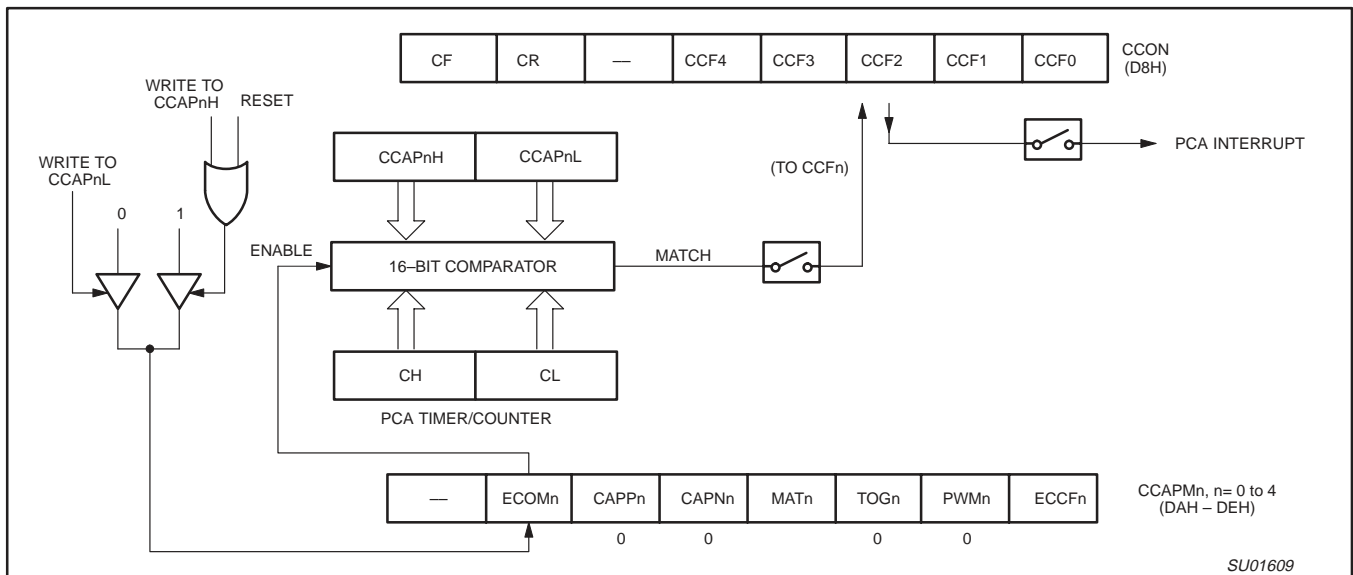 CF CR — CCF4 CCF3 CCF2 CCF1 CCF0
CCON
(D8H)
WRITE TO
CCAPnH RESET
WRITE TO
CCAPnL
0 1
CCAPnH CCAPnL
(TO CCFn)
PCA INTERRUPT
ENABLE
16–BIT COMPARATOR
MATCH
CH CL
PCA TIMER/COUNTER
— ECOMn CAPPn CAPNn MATn TOGn PWMn ECCFn
0 0 0 0
CCAPMn, n= 0 to 4
(DAH – DEH)
SU01609